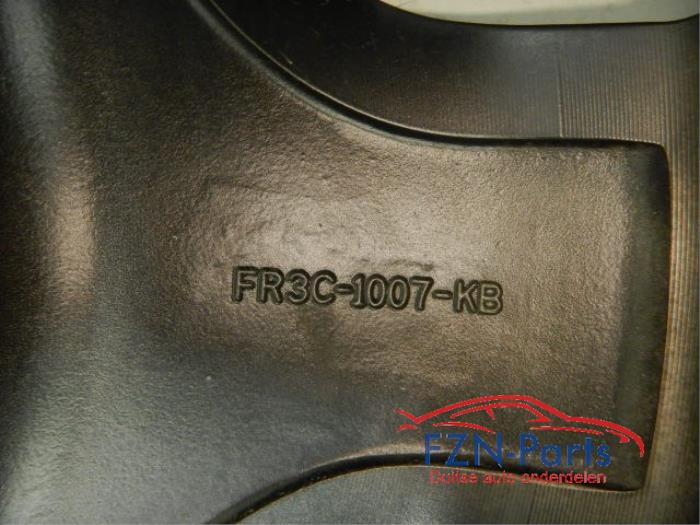 FR3C-1007-KB
FZN-Parts
Duitse auto onderdelen